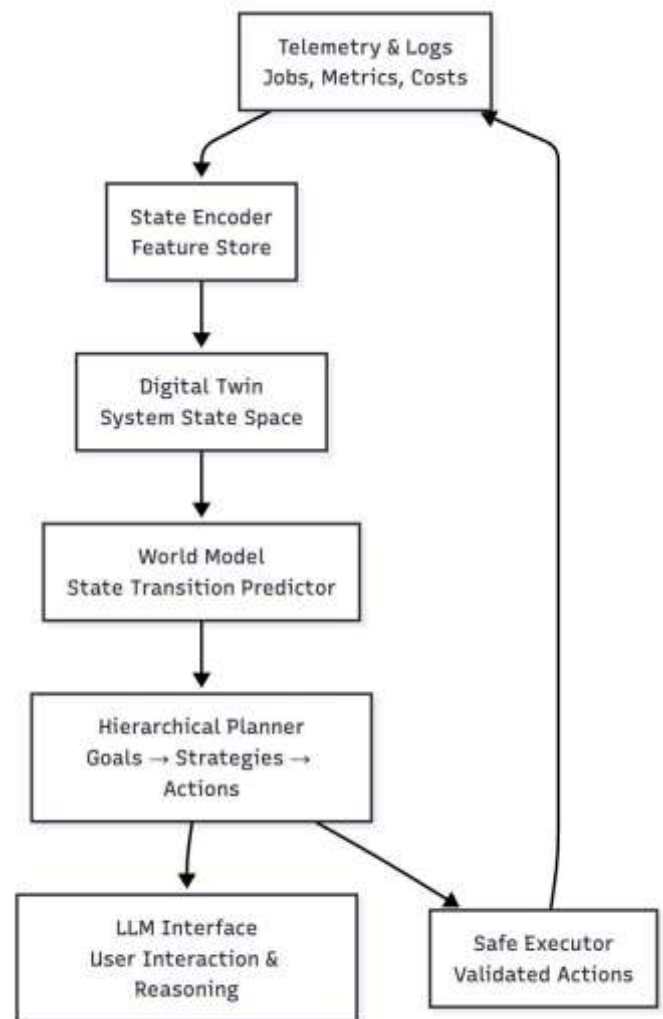 Telemetry & Logs
Jobs, Metrics, Costs
State Encoder
Feature Store
Digital Twin
System State Space
World Model
State Transition Predictor
Hierarchical Planner
Goals → Strategies →
Actions
LLM Interface
User Interaction &
Reasoning
Safe Executor
Validated Actions